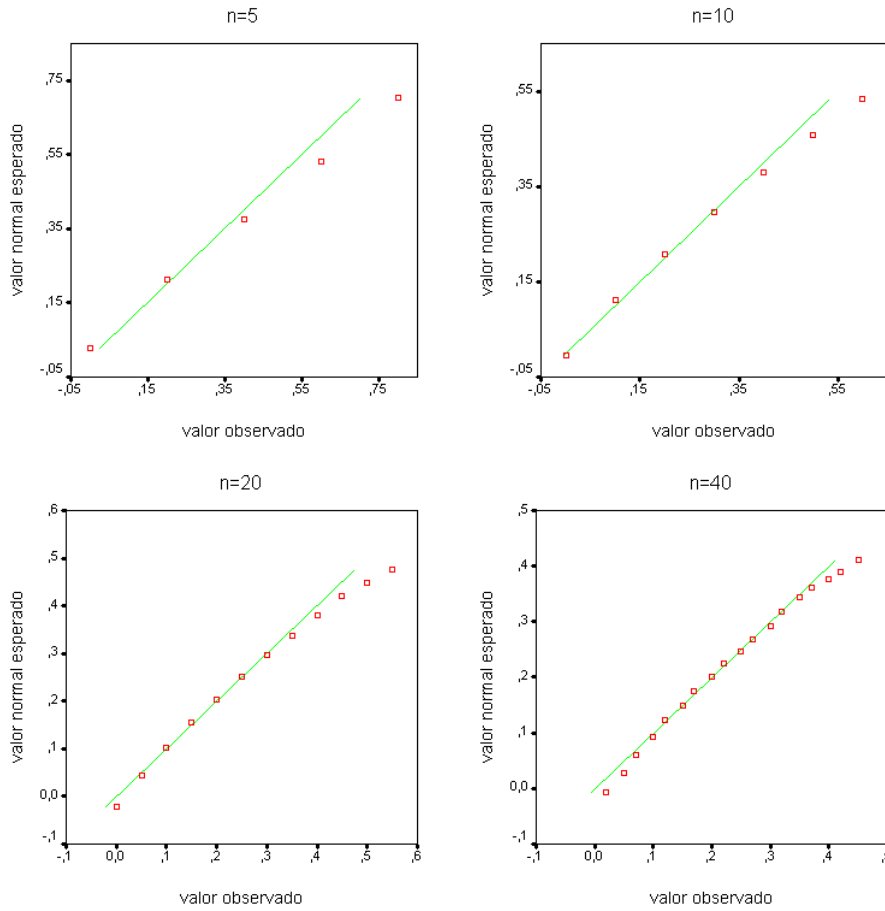 n=5
,75
,55
,35
,15
-,05
-,05 ,15 ,35 ,55 ,75
valor normal esperado
valor observado
n=10
,55
,35
,15
-,05
-,05 ,15 ,35 ,55
valor normal esperado
valor observado
n=20
,6
,5
,4
,3
,2
,1
0,0
-,1
-,1 0,0 ,1 ,2 ,3 ,4 ,5 ,6
valor normal esperado
valor observado
n=40
,5
,4
,3
,2
,1
0,0
-,1
-,1 0,0 ,1 ,2 ,3 ,4
valor normal esperado
valor observado